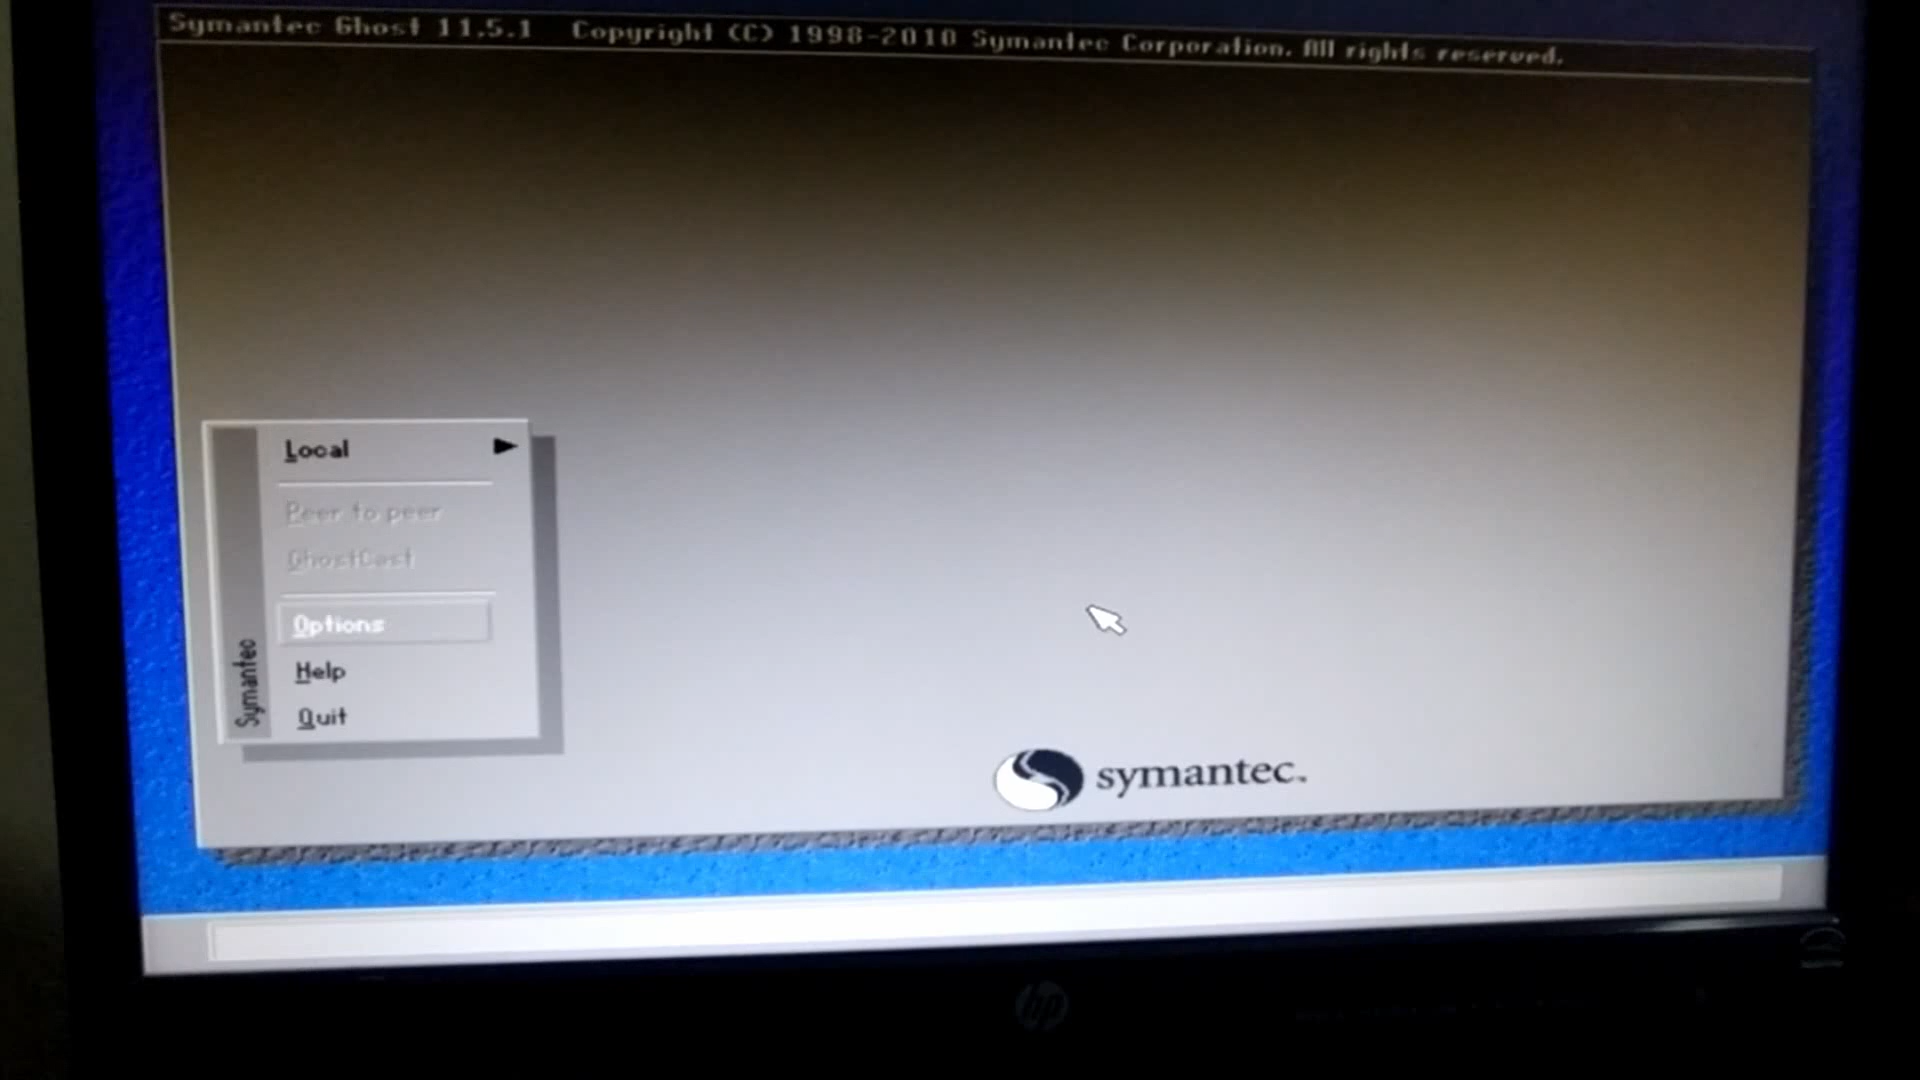 Symantec Ghost 11.5.1 Copyright (C) 1998-2010 Symantec Corporation. All rights reserved.
Local
Peer to peer
GhostCast
Options
Help
Quit
Symantec
symantec.
hp